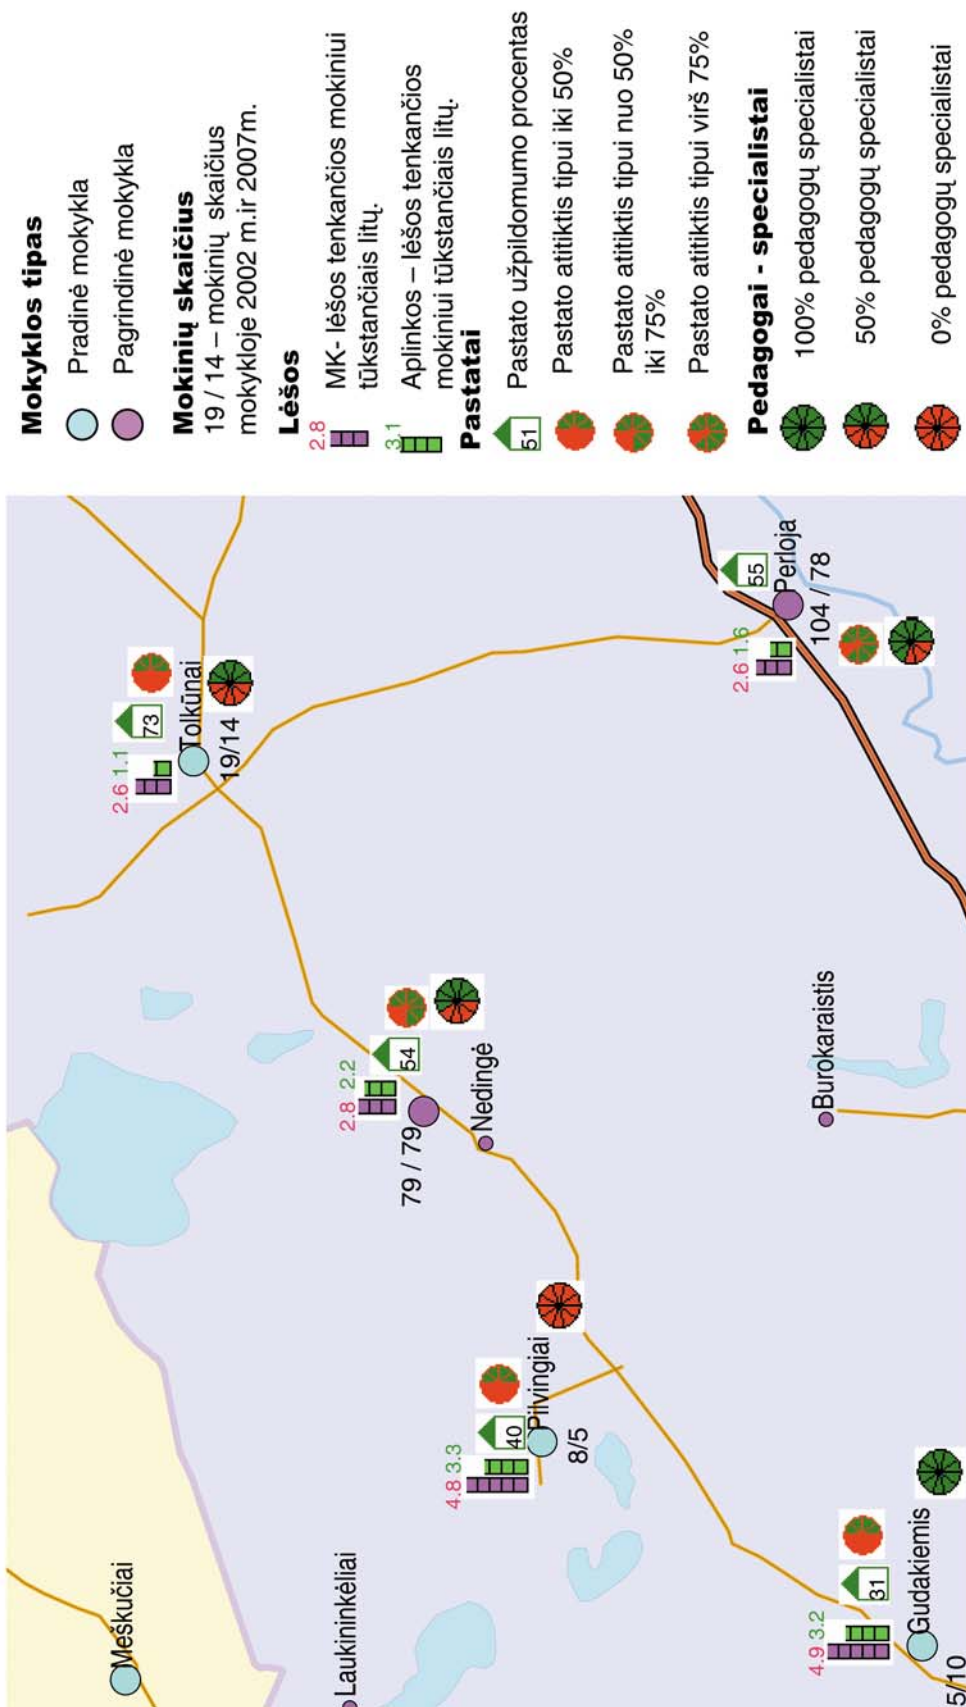 Mokyklos tipas
Pradinė mokykla
Pagrindinė mokykla
Mokinių skaičius
19 / 14 – mokinių skaičius
mokykloje 2002 m.ir 2007m.
Lėšos
2.8
MK- lėšos tenkančios mokiniui
tūkstančiais litų.
3.1
Aplinkos – lėšos tenkančios
mokiniui tūkstančiais litų.
Pastatai
51
Pastato užpildmumo procentas
Pastato atitiktis tipui iki 50%
Pastato atitiktis tipui nuo 50%
iki 75%
Pastato atitiktis tipui virš 75%
Pedagogai - specialistai
100% pedagogų specialistai
50% pedagogų specialistai
0% pedagogų specialistai
Meškučiai
Laukininkėliai
2.6 1.1
73
Tolkūnai
19/14
2.8 2.2
54
79 / 79
Nedingė
4.8 3.3
40
Pilvingiai
8/5
2.6 1.6
55
Perloja
104 / 78
Burokaraistis
4.9 3.2
31
Gudakiemis
5/10